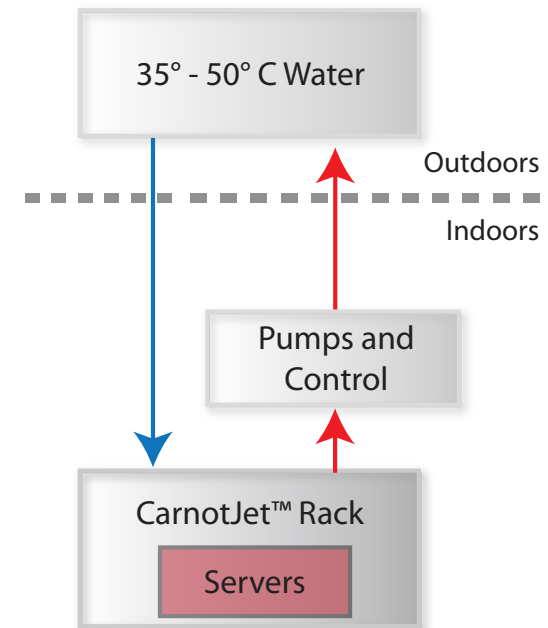 35° - 50° C Water
Outdoors
Indoors
Pumps and
Control
CarnotJet™ Rack
Servers